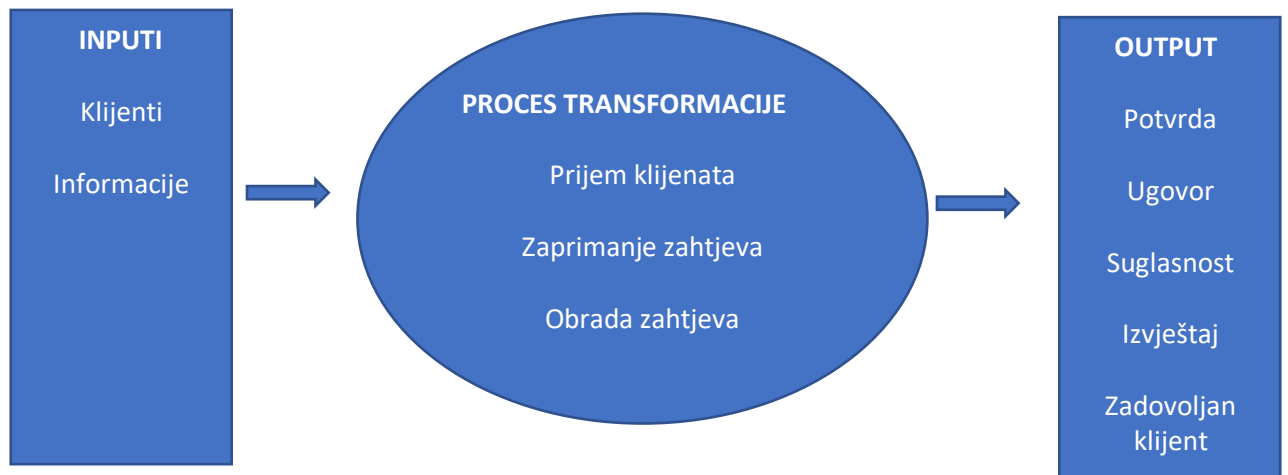 INPUTI
Klijenti
Informacije
PROCES TRANSFORMACIJE
Prijem klijenata
Zaprimanje zahtjeva
Obrada zahtjeva
OUTPUT
Potvrda
Ugovor
Suglasnost
Izvještaj
Zadovoljan
klijent